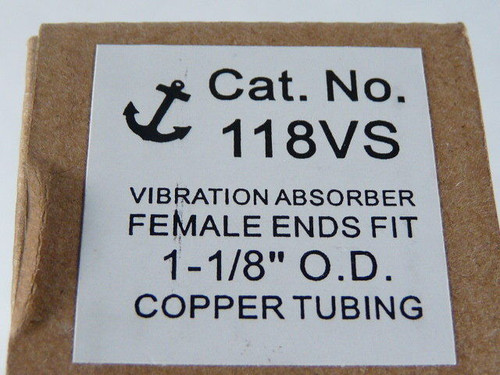 Cat. No.
118VS
VIBRATION ABSORBER
FEMALE ENDS FIT
1-1/8" O.D.
COPPER TUBING